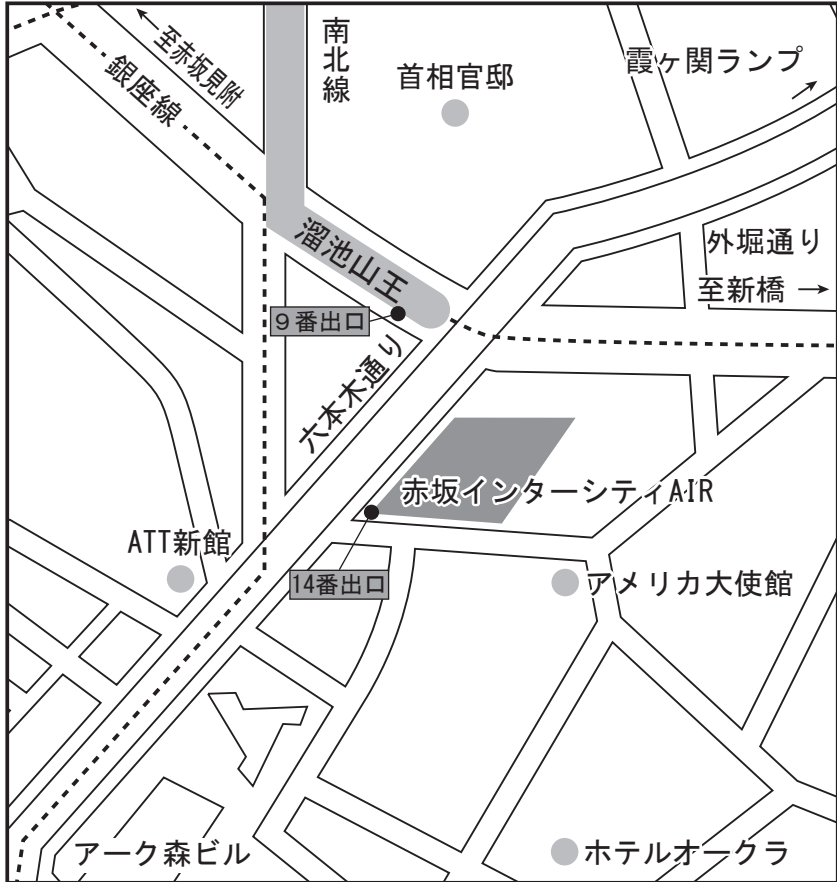 南北線
至赤坂見附
銀座線
首相官邸
霞ヶ関ランプ
溜池山王
外堀通り
至新橋
9番出口
六本木通り
赤坂インターシティAIR
ATT新館
14番出口
アメリカ大使館
アーク森ビル
ホテルオークラ